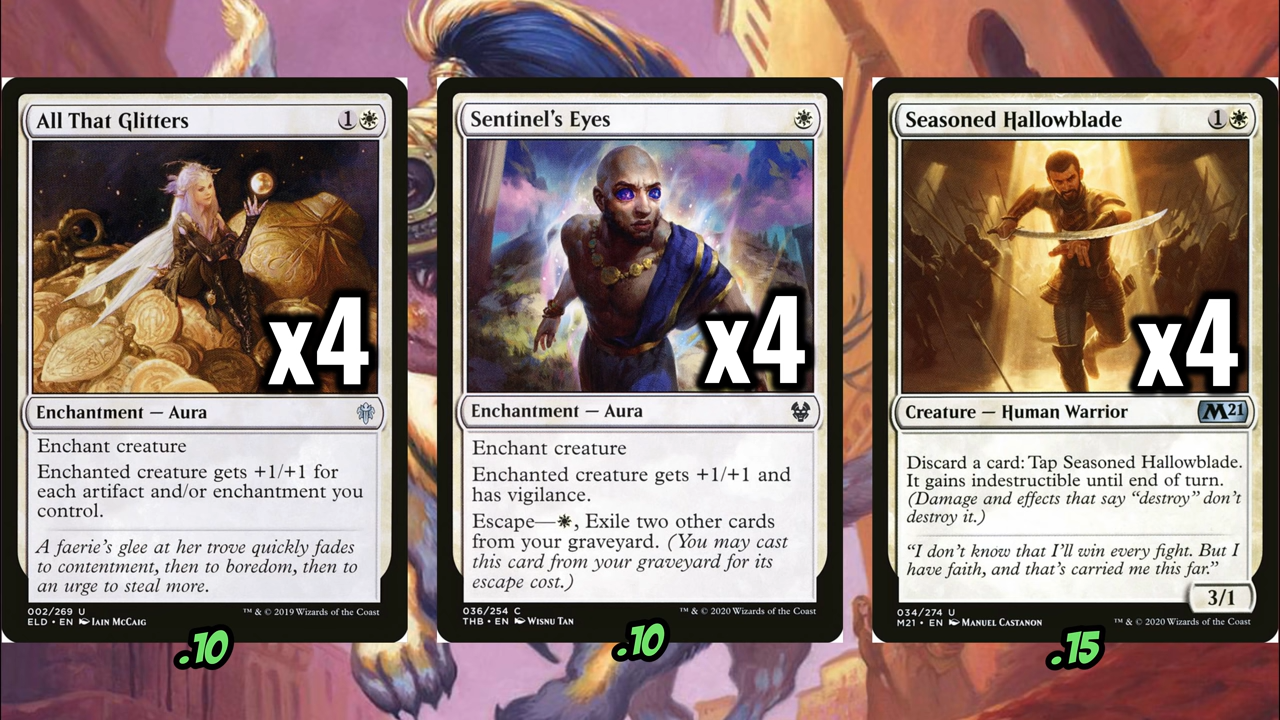 All That Glitters 1
x4
Enchantment — Aura
Enchant creature
Enchanted creature gets +1/+1 for
each artifact and/or enchantment you
control.
A faerie's glee at her trove quickly fades
to contentment, then to boredom, then to
an urge to steal more.
002/269 U
ELD • EN Iain McCaig
™ & © 2019 Wizards of the Coast
.10
Sentinel's Eyes
x4
Enchantment — Aura
Enchant creature
Enchanted creature gets +1/+1 and
has vigilance.
Escape—, Exile two other cards
from your graveyard. (You may cast
this card from your graveyard for its
escape cost.)
036/254 C
THB • EN Wisnu Tan
™ & © 2020 Wizards of the Coast
.10
Seasoned Hallowblade 1
x4
Creature — Human Warrior
M21
Discard a card: Tap Seasoned Hallowblade.
It gains indestructible until end of turn.
(Damage and effects that say "destroy" don't
destroy it.)
"I don't know that I'll win every fight. But I
have faith, and that's carried me this far."
3/1
034/274 U
M21 • EN Manuel Castanon
™ & © 2020 Wizards of the Coast
.15